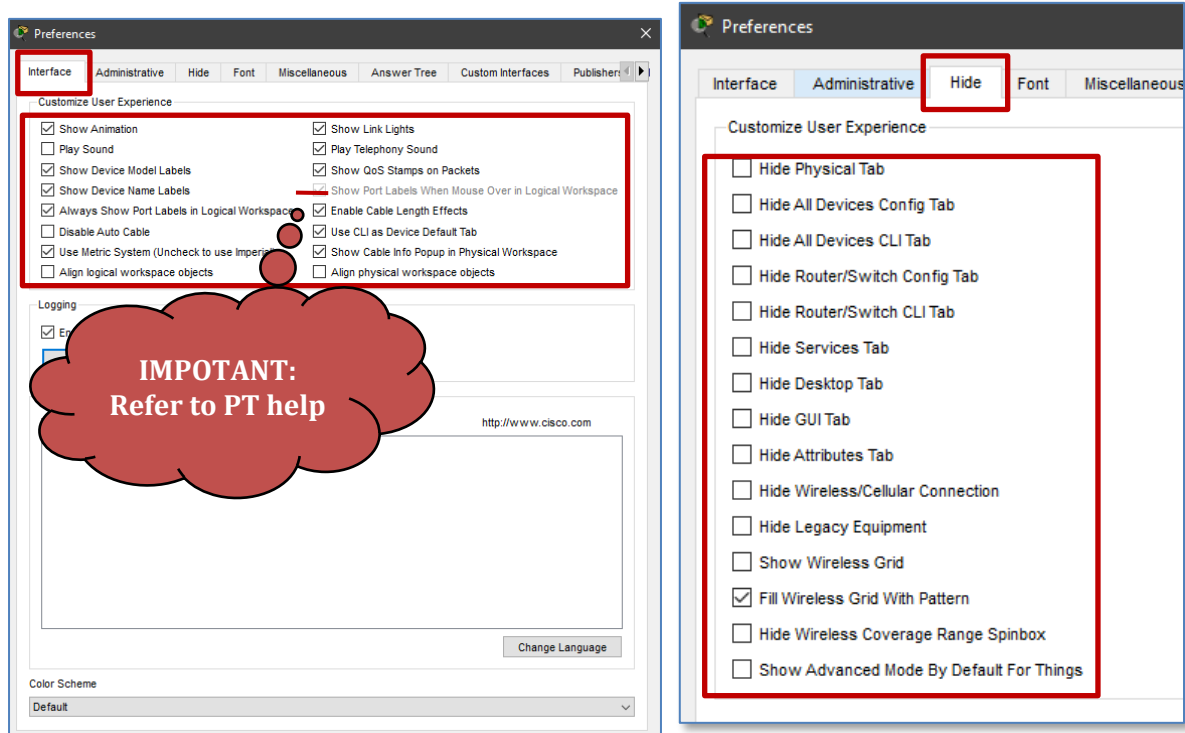 Preferences
Interface Administrative Hide Font Miscellaneous Answer Tree Custom Interfaces Publishers
Customize User Experience
Show Animation
Show Link Lights
Play Sound
Play Telephony Sound
Show Device Model Labels
Show QoS Stamps on Packets
Show Device Name Labels
Show Port Labels When Mouse Over in Logical Workspace
Always Show Port Labels in Logical Workspace
Enable Cable Length Effects
Disable Auto Cable
Use CLI as Device Default Tab
Use Metric System (Uncheck to use Imperial
Show Cable Info Popup in Physical Workspace
Align logical workspace objects
Align physical workspace objects
Logging
IMPOTANT:
Refer to PT help
http://www.cisco.com
Change Language
Color Scheme
Default
Preferences
Interface Administrative Hide Font Miscellaneous
Customize User Experience
Hide Physical Tab
Hide All Devices Config Tab
Hide All Devices CLI Tab
Hide Router/Switch Config Tab
Hide Router/Switch CLI Tab
Hide Services Tab
Hide Desktop Tab
Hide GUI Tab
Hide Attributes Tab
Hide Wireless/Cellular Connection
Hide Legacy Equipment
Show Wireless Grid
Fill Wireless Grid With Pattern
Hide Wireless Coverage Range Spinbox
Show Advanced Mode By Default For Things